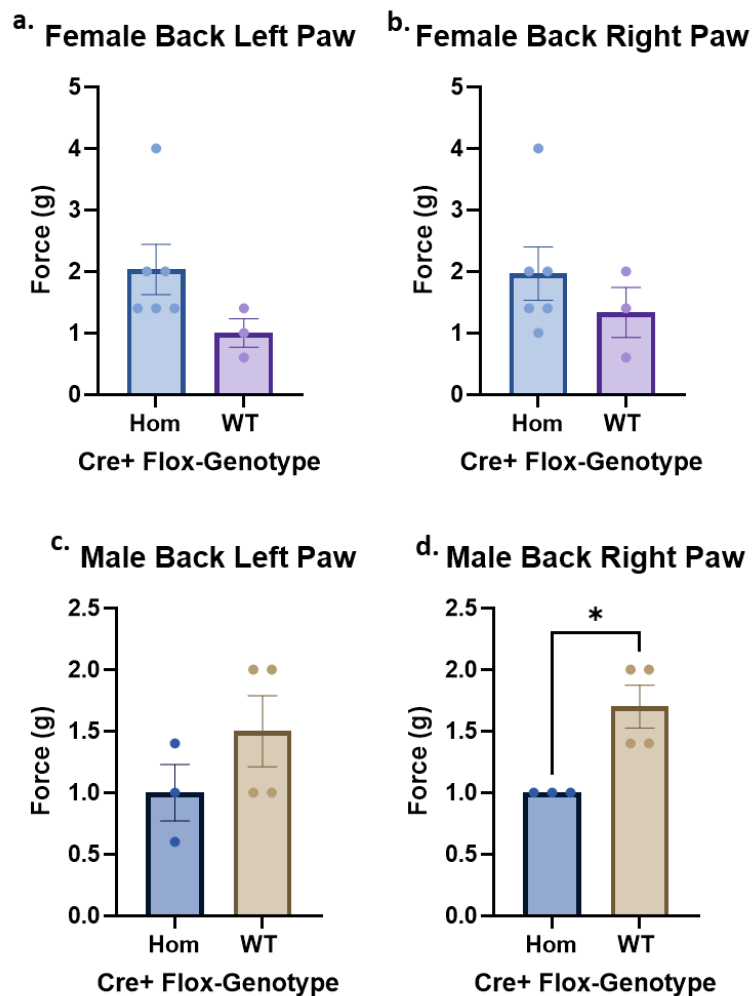 a. Female Back Left Paw
5
4
3
2
1
0
Force (g)
Hom WT
Cre+ Flox-Genotype
b. Female Back Right Paw
5
4
3
2
1
0
Force (g)
Hom WT
Cre+ Flox-Genotype
c. Male Back Left Paw
2.5
2.0
1.5
1.0
0.5
0.0
Force (g)
Hom WT
Cre+ Flox-Genotype
d. Male Back Right Paw
*
2.5
2.0
1.5
1.0
0.5
0.0
Force (g)
Hom WT
Cre+ Flox-Genotype